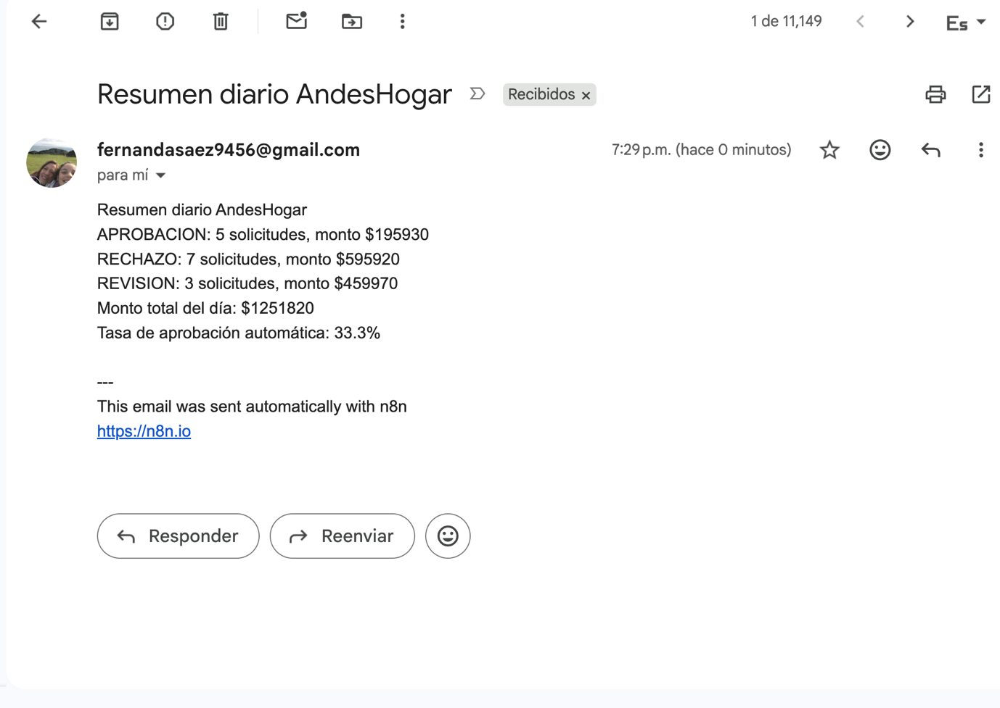 1 de 11,149
Es
Resumen diario AndesHogar
Recibidos ×
fernandasaez9456@gmail.com
7:29 p.m. (hace 0 minutos)
para mí
Resumen diario AndesHogar
APROBACION: 5 solicitudes, monto $195930
RECHAZO: 7 solicitudes, monto $595920
REVISION: 3 solicitudes, monto $459970
Monto total del día: $1251820
Tasa de aprobación automática: 33.3%
---
This email was sent automatically with n8n
https://n8n.io
Responder
Reenviar